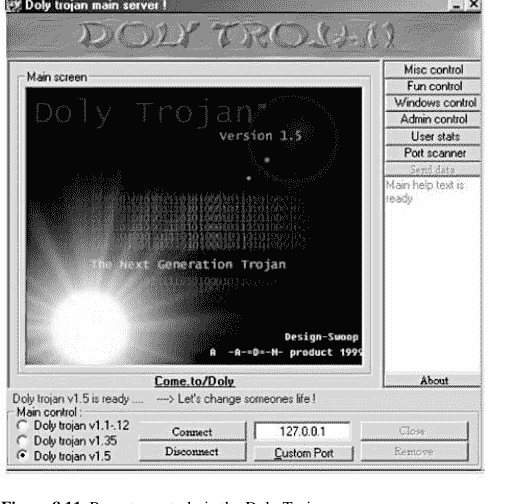 Doly trojan main server !
DOLY TROJAN
Main screen
Doly Trojan
Version 1.5
The Next Generation Trojan
Design-Swoop
A -A-=D=-N- product 1999
Come.to/Doly
Misc control
Fun control
Windows control
Admin control
User stats
Port scanner
Send data
Main help text is
ready
About
Doly trojan v1.5 is ready .... ---> Let's change someones life !
Main control :
Doly trojan v1.1-.12
Doly trojan v1.35
Doly trojan v1.5
Connect
Disconnect
127.0.0.1
Custom Port
Close
Remove